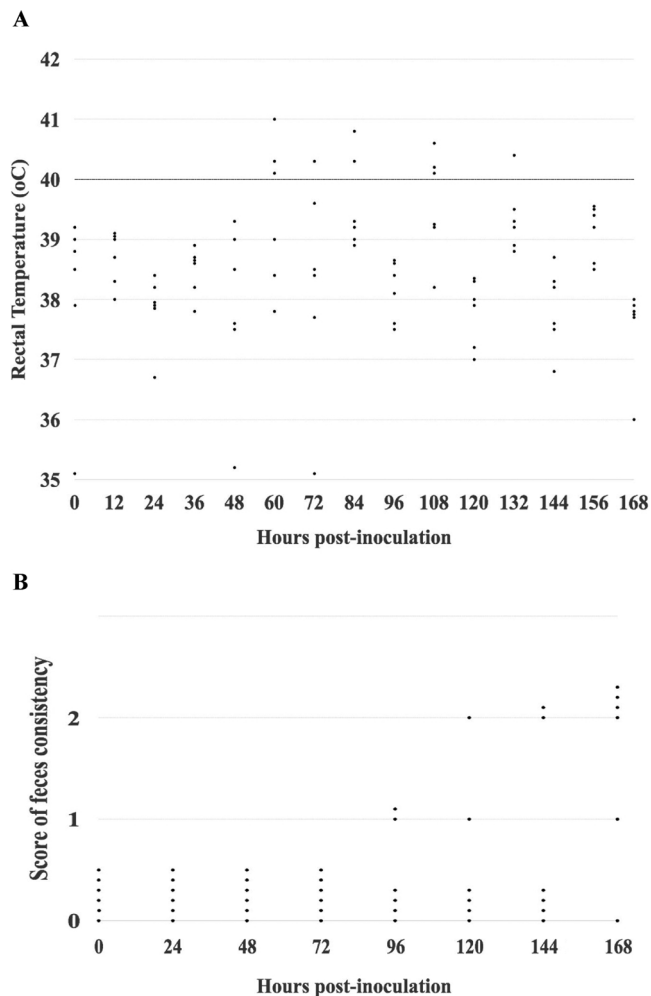 A
42
41
40
39
38
37
36
35
Rectal Temperature (oC)
0 12 24 36 48 60 72 84 96 108 120 132 144 156 168
Hours post-inoculation
B
2
1
0
Score of feces consistency
0 24 48 72 96 120 144 168
Hours post-inoculation